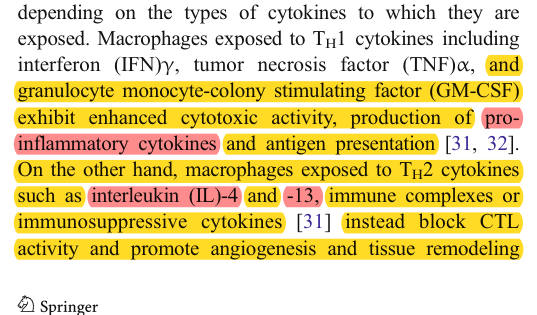 depending on the types of cytokines to which they are
exposed. Macrophages exposed to TH1 cytokines including
interferon (IFN)γ, tumor necrosis factor (TNF)α, and
granulocyte monocyte-colony stimulating factor (GM-CSF)
exhibit enhanced cytotoxic activity, production of pro-
inflammatory cytokines and antigen presentation [31, 32].
On the other hand, macrophages exposed to TH2 cytokines
such as interleukin (IL)-4 and -13, immune complexes or
immunosuppressive cytokines [31] instead block CTL
activity and promote angiogenesis and tissue remodeling
Springer